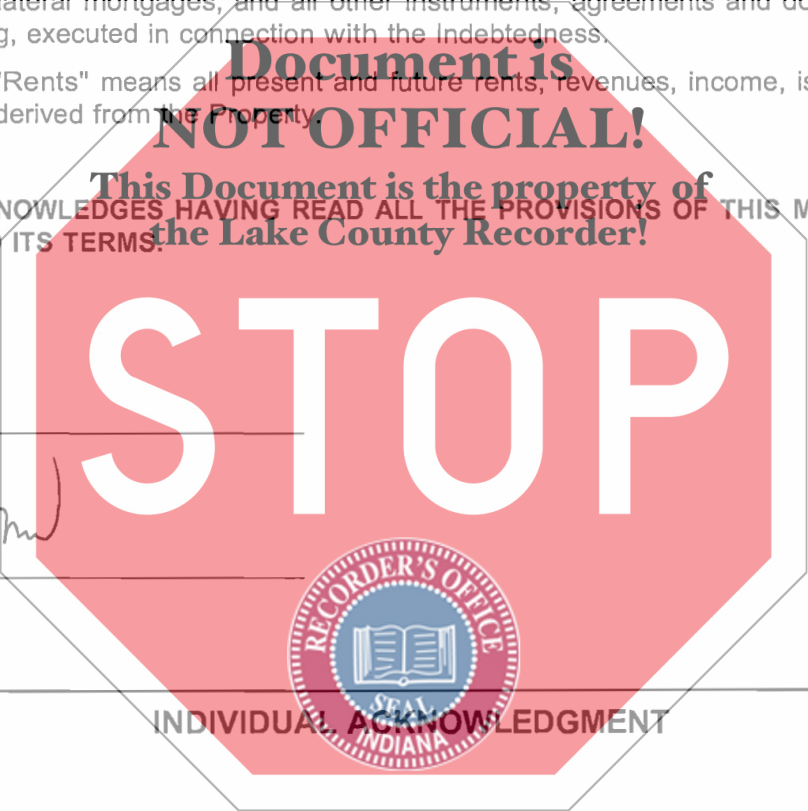 lateral mortgages, and all other instruments, agreements and do
g, executed in connection with the Indebtedness.
Document is
"Rents" means all present and future rents, revenues, income, is
derived from the Property.
NOT OFFICIAL!
This Document is the property of
NOWLEDGES HAVING READ ALL THE PROVISIONS OF THIS M
the Lake County Recorder!
ITS TERMS.
STOP
RECORDER'S OFFICE
SEAL
INDIANA
INDIVIDUAL ACKNOWLEDGMENT